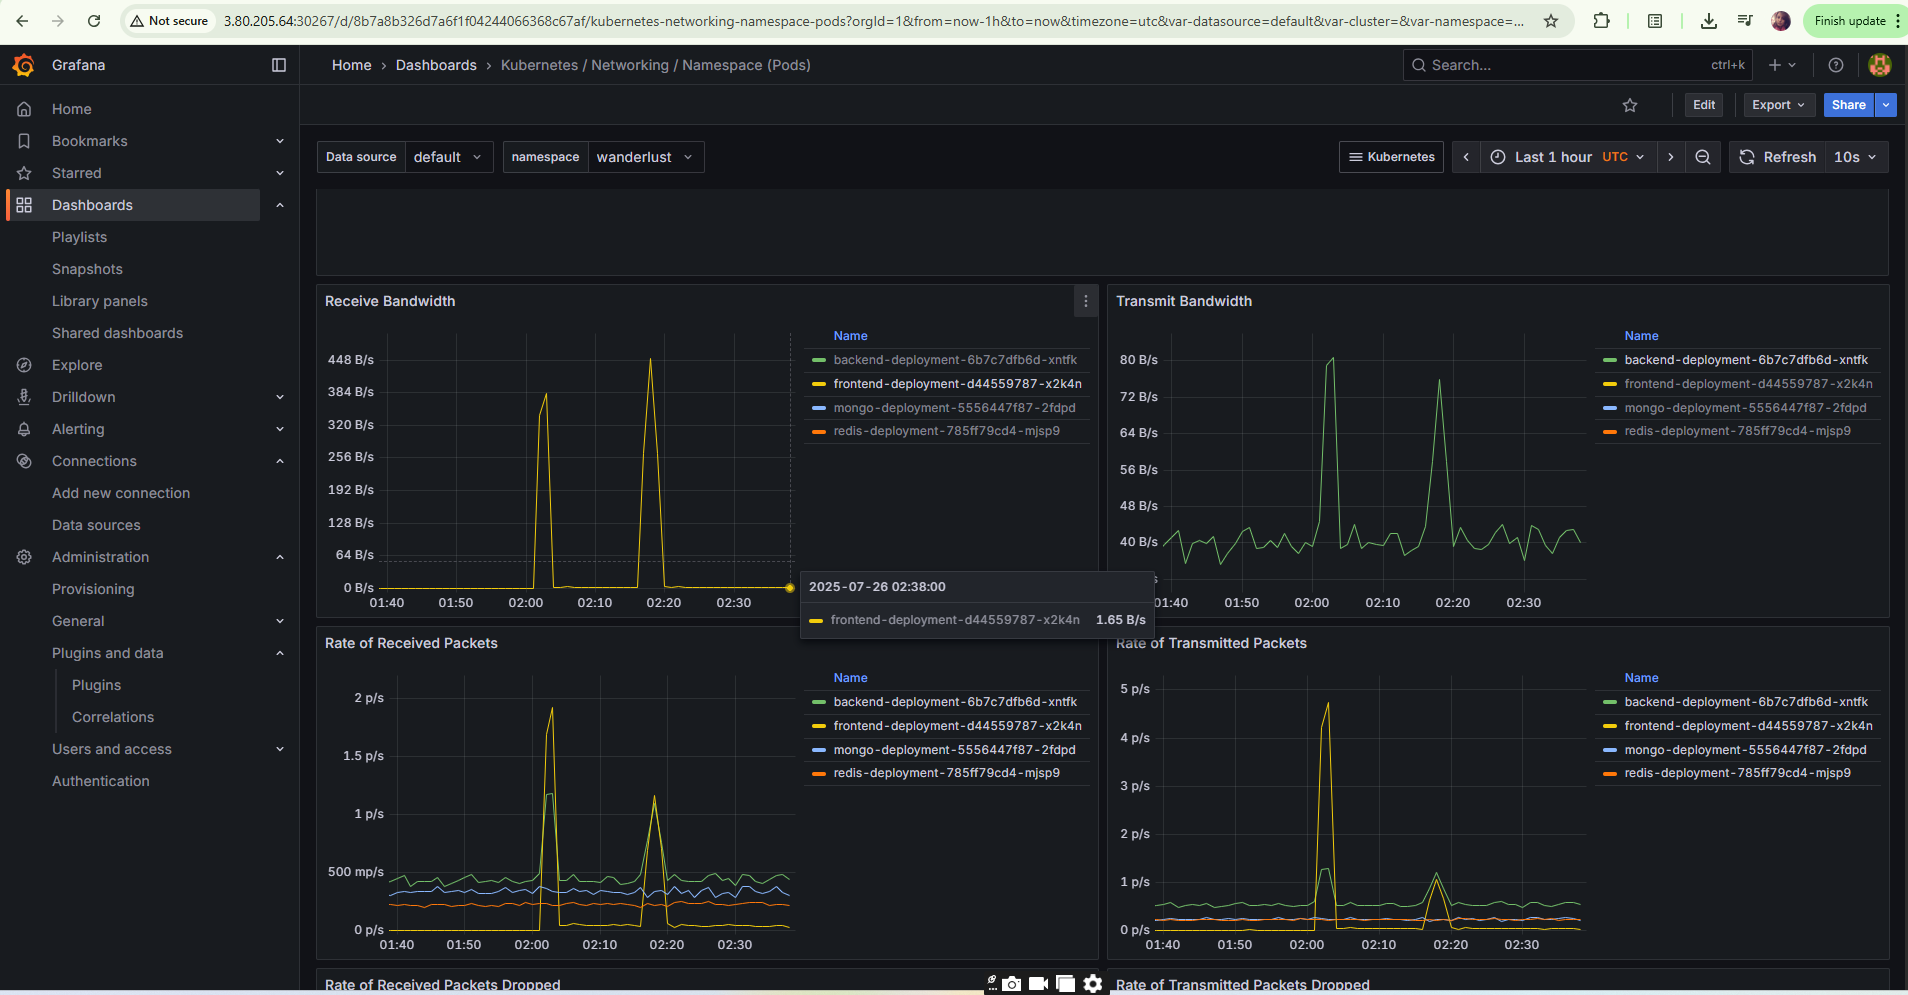 Not secure
3.80.205.64:30267/d/8b7a8b326d7a6f1f04244066368c67af/kubernetes-networking-namespace-pods?orgId=1&from=now-1h&to=now&timezone=utc&var-datasource=default&var-cluster=&var-namespace=...
Finish update
Grafana
Home › Dashboards › Kubernetes / Networking / Namespace (Pods)
Search...
ctrl+k
Edit
Export
Share
Home
Bookmarks
Starred
Dashboards
Playlists
Snapshots
Library panels
Shared dashboards
Explore
Drilldown
Alerting
Connections
Add new connection
Data sources
Administration
Provisioning
General
Plugins and data
Plugins
Correlations
Users and access
Authentication
Data source default
namespace wanderlust
Kubernetes
Last 1 hour UTC
Refresh
10s
Receive Bandwidth
448 B/s
384 B/s
320 B/s
256 B/s
192 B/s
128 B/s
64 B/s
0 B/s
01:40 01:50 02:00 02:10 02:20 02:30
Name
backend-deployment-6b7c7dfb6d-xntfk
frontend-deployment-d44559787-x2k4n
mongo-deployment-5556447f87-2fdpd
redis-deployment-785ff79cd4-mjsp9
2025-07-26 02:38:00
frontend-deployment-d44559787-x2k4n 1.65 B/s
Transmit Bandwidth
80 B/s
72 B/s
64 B/s
56 B/s
48 B/s
40 B/s
01:40 01:50 02:00 02:10 02:20 02:30
Name
backend-deployment-6b7c7dfb6d-xntfk
frontend-deployment-d44559787-x2k4n
mongo-deployment-5556447f87-2fdpd
redis-deployment-785ff79cd4-mjsp9
Rate of Received Packets
2 p/s
1.5 p/s
1 p/s
500 mp/s
0 p/s
01:40 01:50 02:00 02:10 02:20 02:30
Name
backend-deployment-6b7c7dfb6d-xntfk
frontend-deployment-d44559787-x2k4n
mongo-deployment-5556447f87-2fdpd
redis-deployment-785ff79cd4-mjsp9
Rate of Transmitted Packets
5 p/s
4 p/s
3 p/s
2 p/s
1 p/s
0 p/s
01:40 01:50 02:00 02:10 02:20 02:30
Name
backend-deployment-6b7c7dfb6d-xntfk
frontend-deployment-d44559787-x2k4n
mongo-deployment-5556447f87-2fdpd
redis-deployment-785ff79cd4-mjsp9
Rate of Received Packets Dropped
Rate of Transmitted Packets Dropped